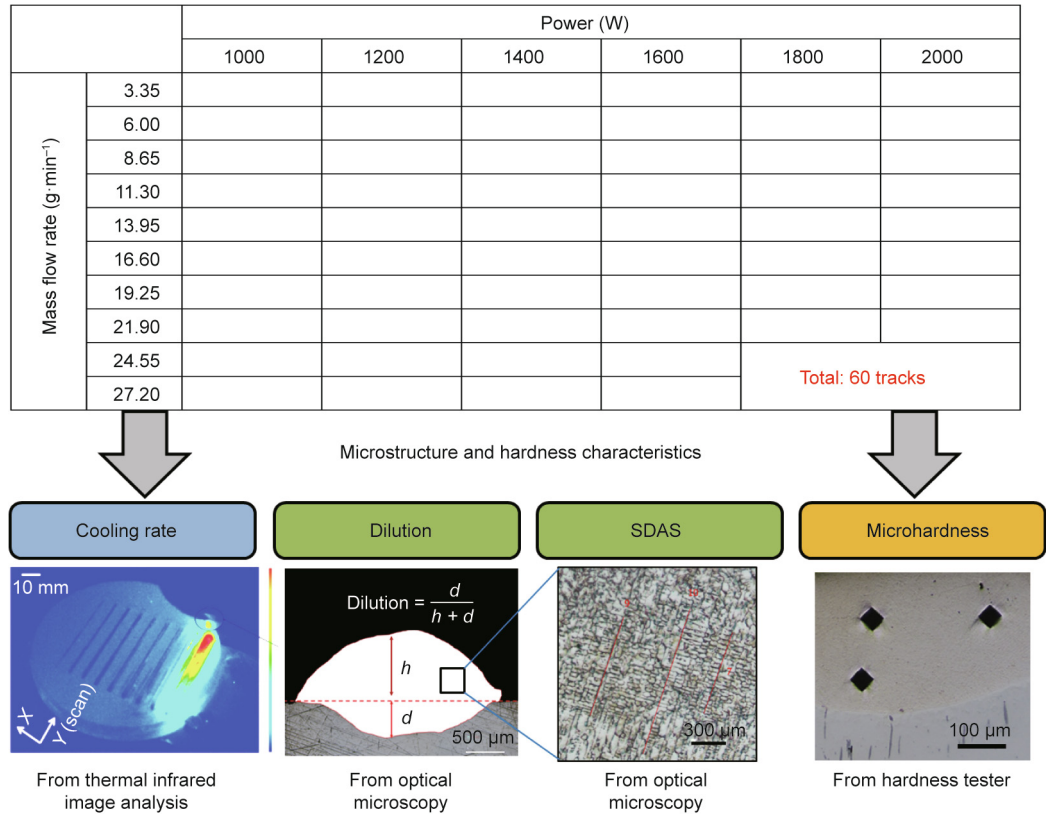 Power (W)
1000 1200 1400 1600 1800 2000
Mass flow rate (g·min⁻¹)
3.35
6.00
8.65
11.30
13.95
16.60
19.25
21.90
24.55
27.20
Total: 60 tracks
Microstructure and hardness characteristics
Cooling rate
Dilution
SDAS
Microhardness
10 mm
X
Y (scan)
Dilution = d / h + d
h
d
500 μm
300 μm
100 μm
From thermal infrared
image analysis
From optical
microscopy
From optical
microscopy
From hardness tester